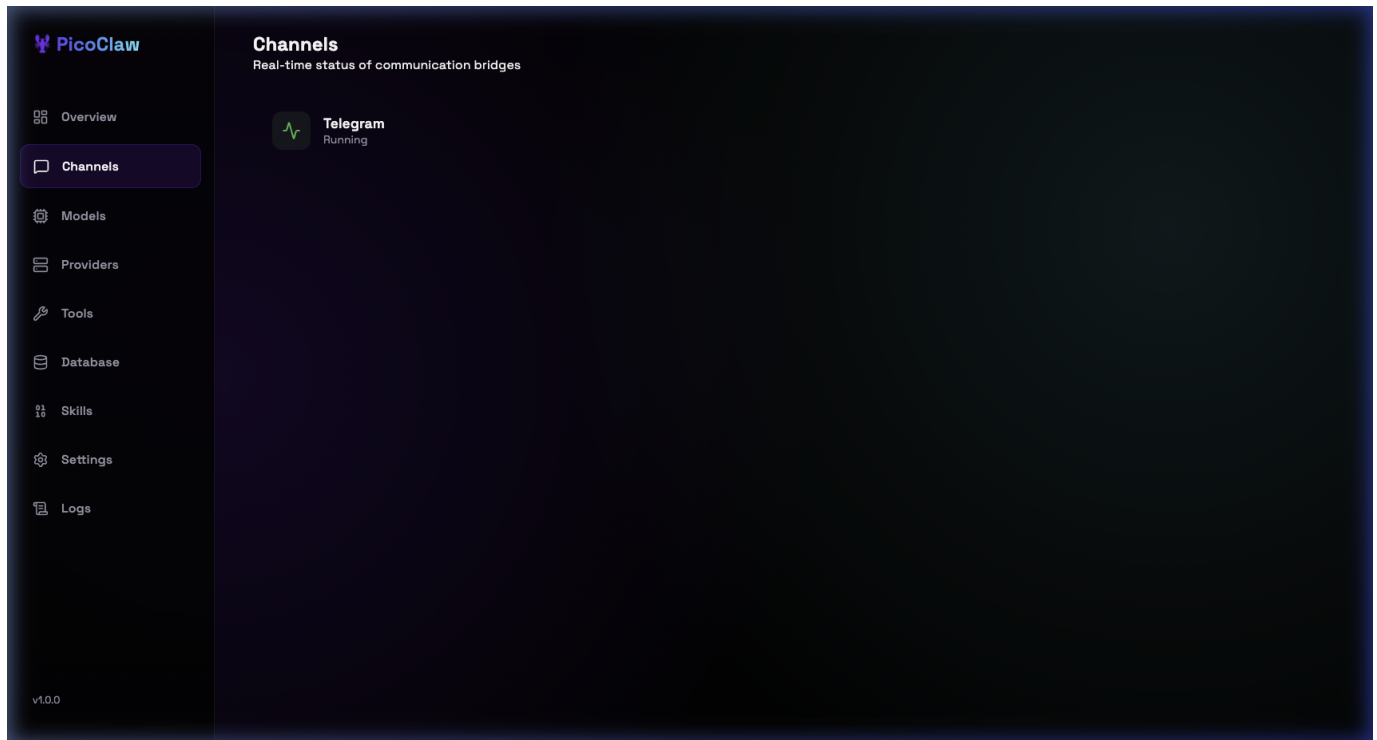 PicoClaw
Overview
Channels
Models
Providers
Tools
Database
Skills
Settings
Logs
v1.0.0
Channels
Real-time status of communication bridges
Telegram
Running